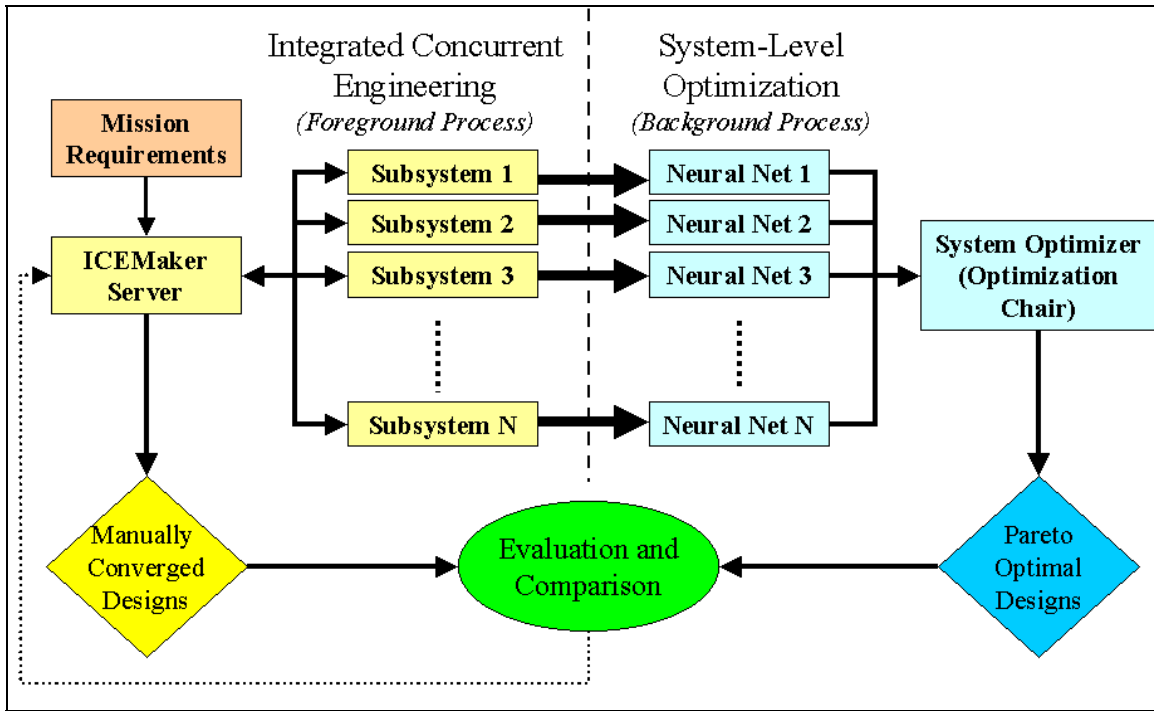 Integrated Concurrent
Engineering
(Foreground Process)
System-Level
Optimization
(Background Process)
Mission
Requirements
ICEMaker
Server
Subsystem 1
Subsystem 2
Subsystem 3
Subsystem N
Neural Net 1
Neural Net 2
Neural Net 3
Neural Net N
System Optimizer
(Optimization
Chair)
Manually
Converged
Designs
Evaluation and
Comparison
Pareto
Optimal
Designs